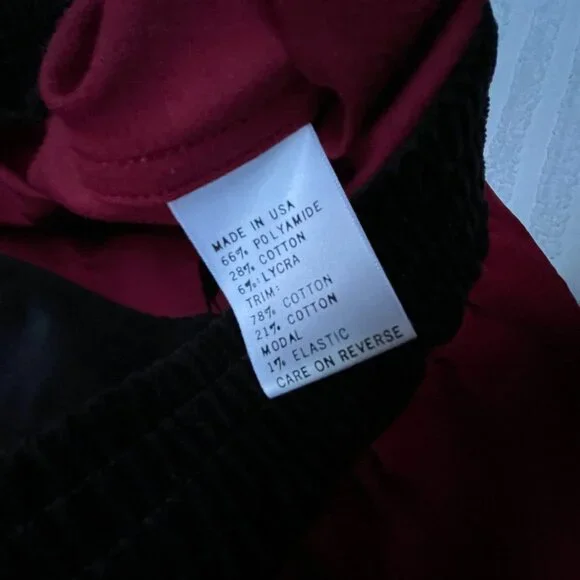 MADE IN USA
66% POLYAMIDE
28% COTTON
6% LYCRA
TRIM:
78% COTTON
21% COTTON
MODAL
1% ELASTIC
CARE ON REVERSE